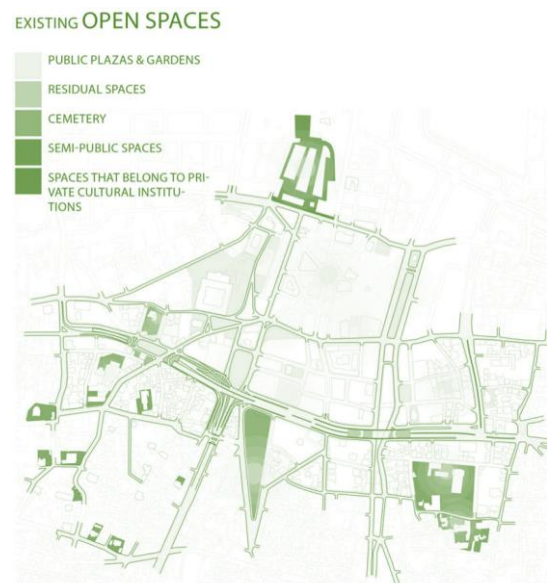 EXISTING OPEN SPACES
PUBLIC PLAZAS & GARDENS
RESIDUAL SPACES
CEMETERY
SEMI-PUBLIC SPACES
SPACES THAT BELONG TO PRI-
VATE CULTURAL INSTITU-
TIONS